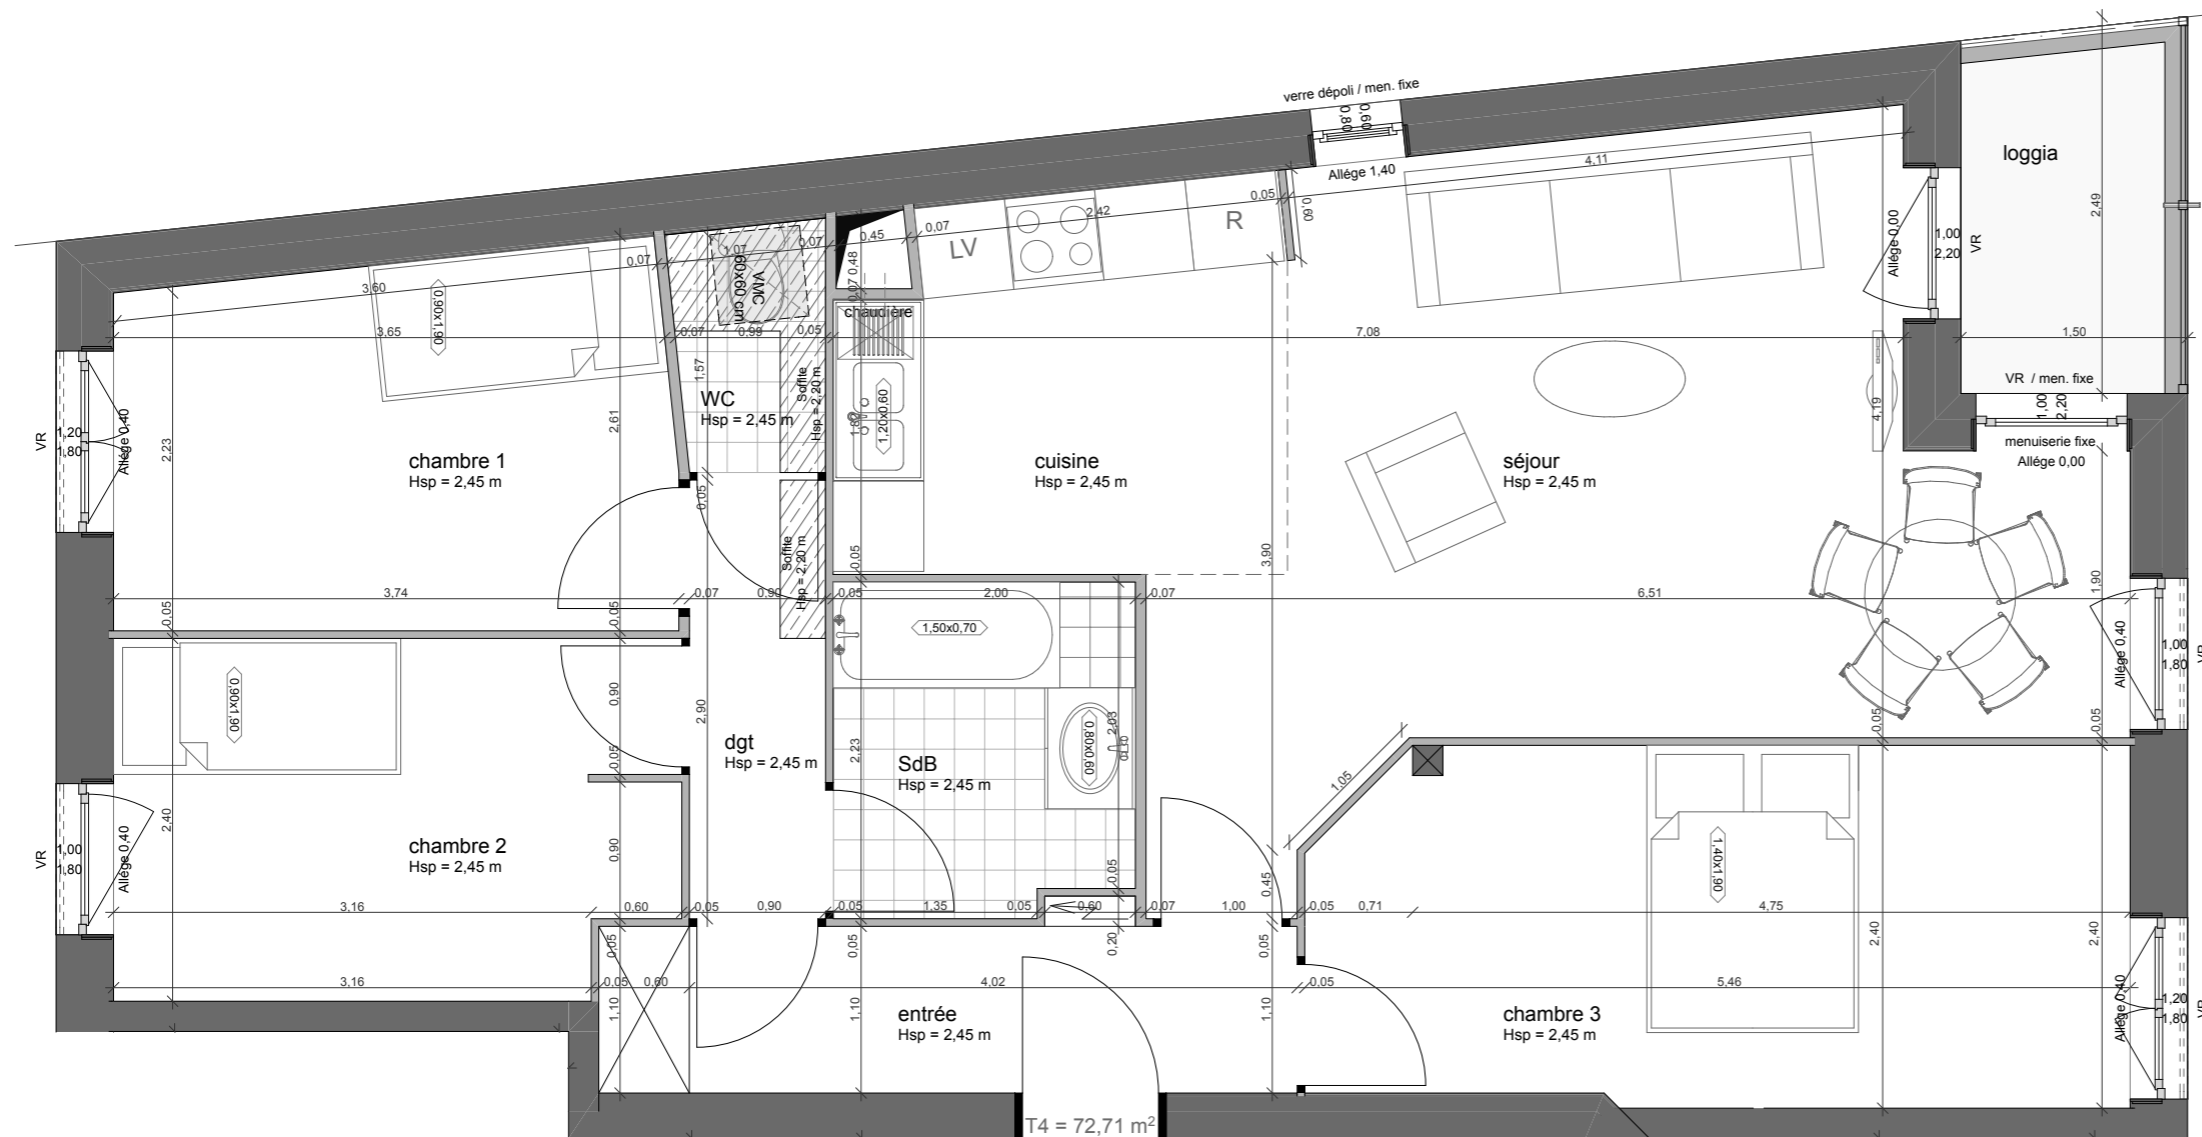 verre dépoli / men. fixe
0,60
0,80
Allége 1,40
4,11
loggia
2,49
1,00
2,20
VR
Allége 0,00
1,50
VR / men. fixe
1,00
2,20
menuiserie fixe
Allége 0,00
0,07
0,45
0,07
LV
2,42
0,05
R
0,60
1,07
0,07
VMC
60x60 cm
0,48
0,07
chaudière
3,60
0,90x1,90
3,65
0,07
0,99
0,05
7,08
1,57
WC
Hsp = 2,45 m
Soffite
Hsp = 2,20 m
1,20x0,60
4,19
VR
1,20
1,80
Allége 0,40
2,23
2,61
chambre 1
Hsp = 2,45 m
cuisine
Hsp = 2,45 m
séjour
Hsp = 2,45 m
0,05
Soffite
Hsp = 2,20 m
0,05
3,90
1,90
3,74
0,07
0,90
0,05
2,00
0,07
6,51
0,05
0,05
1,50x0,70
Allége 0,40
1,00
1,80
VR
0,90x1,90
0,90
2,90
2,03
0,80x0,60
0,05
0,05
dgt
Hsp = 2,45 m
2,23
SdB
Hsp = 2,45 m
0,05
1,05
VR
1,00
1,80
Allége 0,40
2,40
chambre 2
Hsp = 2,45 m
0,90
0,05
0,45
1,40x1,90
3,16
0,60
0,05
0,90
0,05
1,35
0,05
0,60
0,07
1,00
0,05
0,71
4,75
0,05
0,05
0,20
0,05
2,40
2,40
3,16
0,05
0,60
4,02
0,05
5,46
1,10
1,10
1,10
entrée
Hsp = 2,45 m
chambre 3
Hsp = 2,45 m
Allége 0,40
1,20
1,80
VR
T4 = 72,71 m²